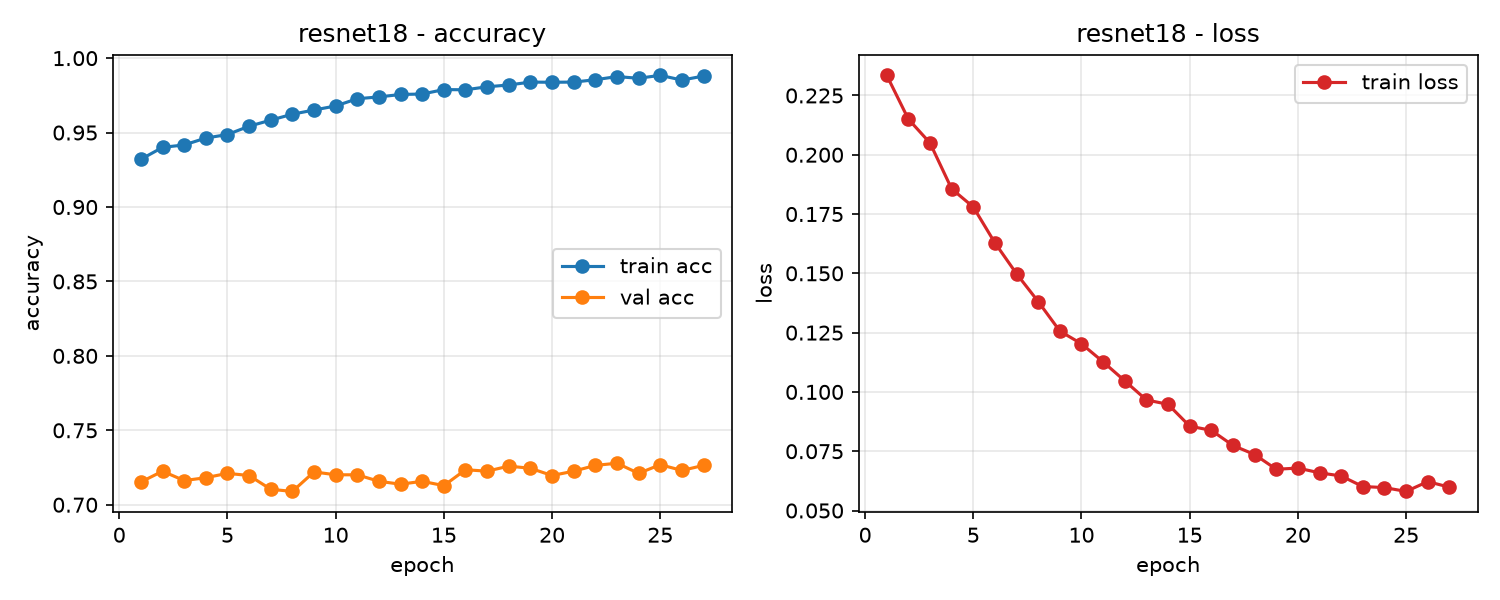 resnet18 - accuracy
1.00
0.95
0.90
0.85
0.80
0.75
0.70
accuracy
train acc
val acc
0 5 10 15 20 25
epoch
resnet18 - loss
0.225
0.200
0.175
0.150
0.125
0.100
0.075
0.050
loss
train loss
0 5 10 15 20 25
epoch